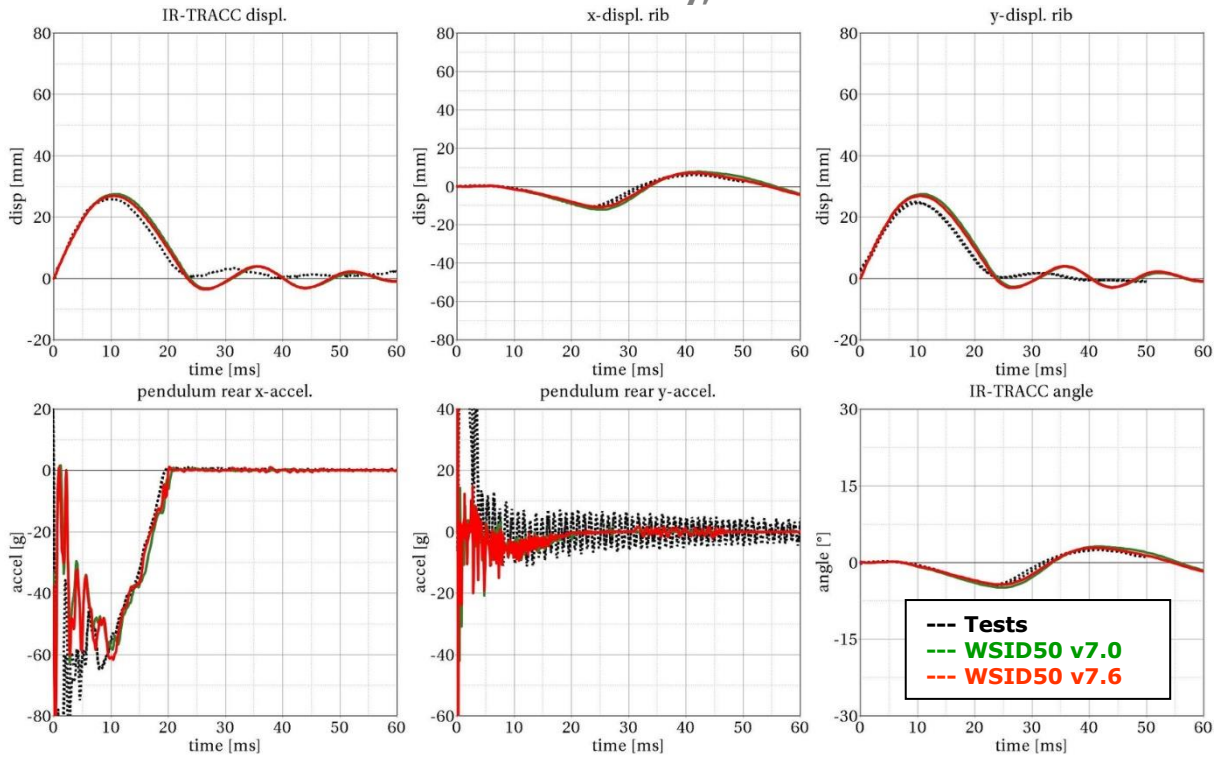 IR-TRACC displ.
x-displ. rib
y-displ. rib
disp [mm]
80
60
40
20
0
-20
0 10 20 30 40 50 60
time [ms]
disp [mm]
80
60
40
20
0
-20
-40
-60
-80
0 10 20 30 40 50 60
time [ms]
disp [mm]
80
60
40
20
0
-20
0 10 20 30 40 50 60
time [ms]
pendulum rear x-accel.
pendulum rear y-accel.
IR-TRACC angle
accel [g]
20
0
-20
-40
-60
-80
0 10 20 30 40 50 60
time [ms]
accel [g]
40
20
0
-20
-40
-60
0 10 20 30 40 50 60
time [ms]
angle [°]
30
15
0
-15
-30
0 10 20 30 40 50 60
time [ms]
--- Tests
--- WSID50 v7.0
--- WSID50 v7.6